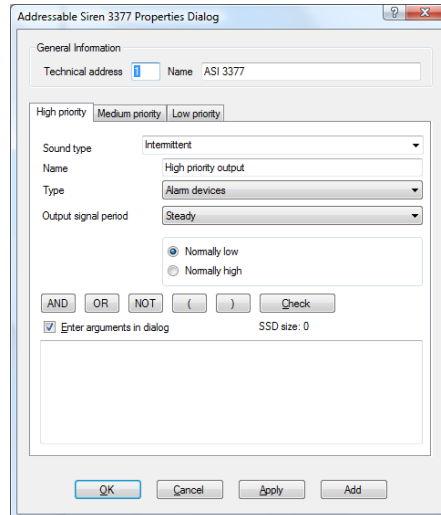 Addressable Siren 3377 Properties Dialog
General Information
Technical address 1 Name ASI 3377
High priority Medium priority Low priority
Sound type Intermittent
Name High priority output
Type Alarm devices
Output signal period Steady
Normally low
Normally high
AND OR NOT ( ) Check
Enter arguments in dialog SSD size: 0
OK Cancel Apply Add